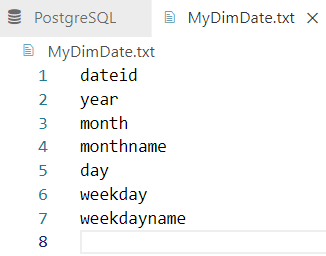 PostgreSQL
MyDimDate.txt
MyDimDate.txt
1 dateid
2 year
3 month
4 monthname
5 day
6 weekday
7 weekdayname
8